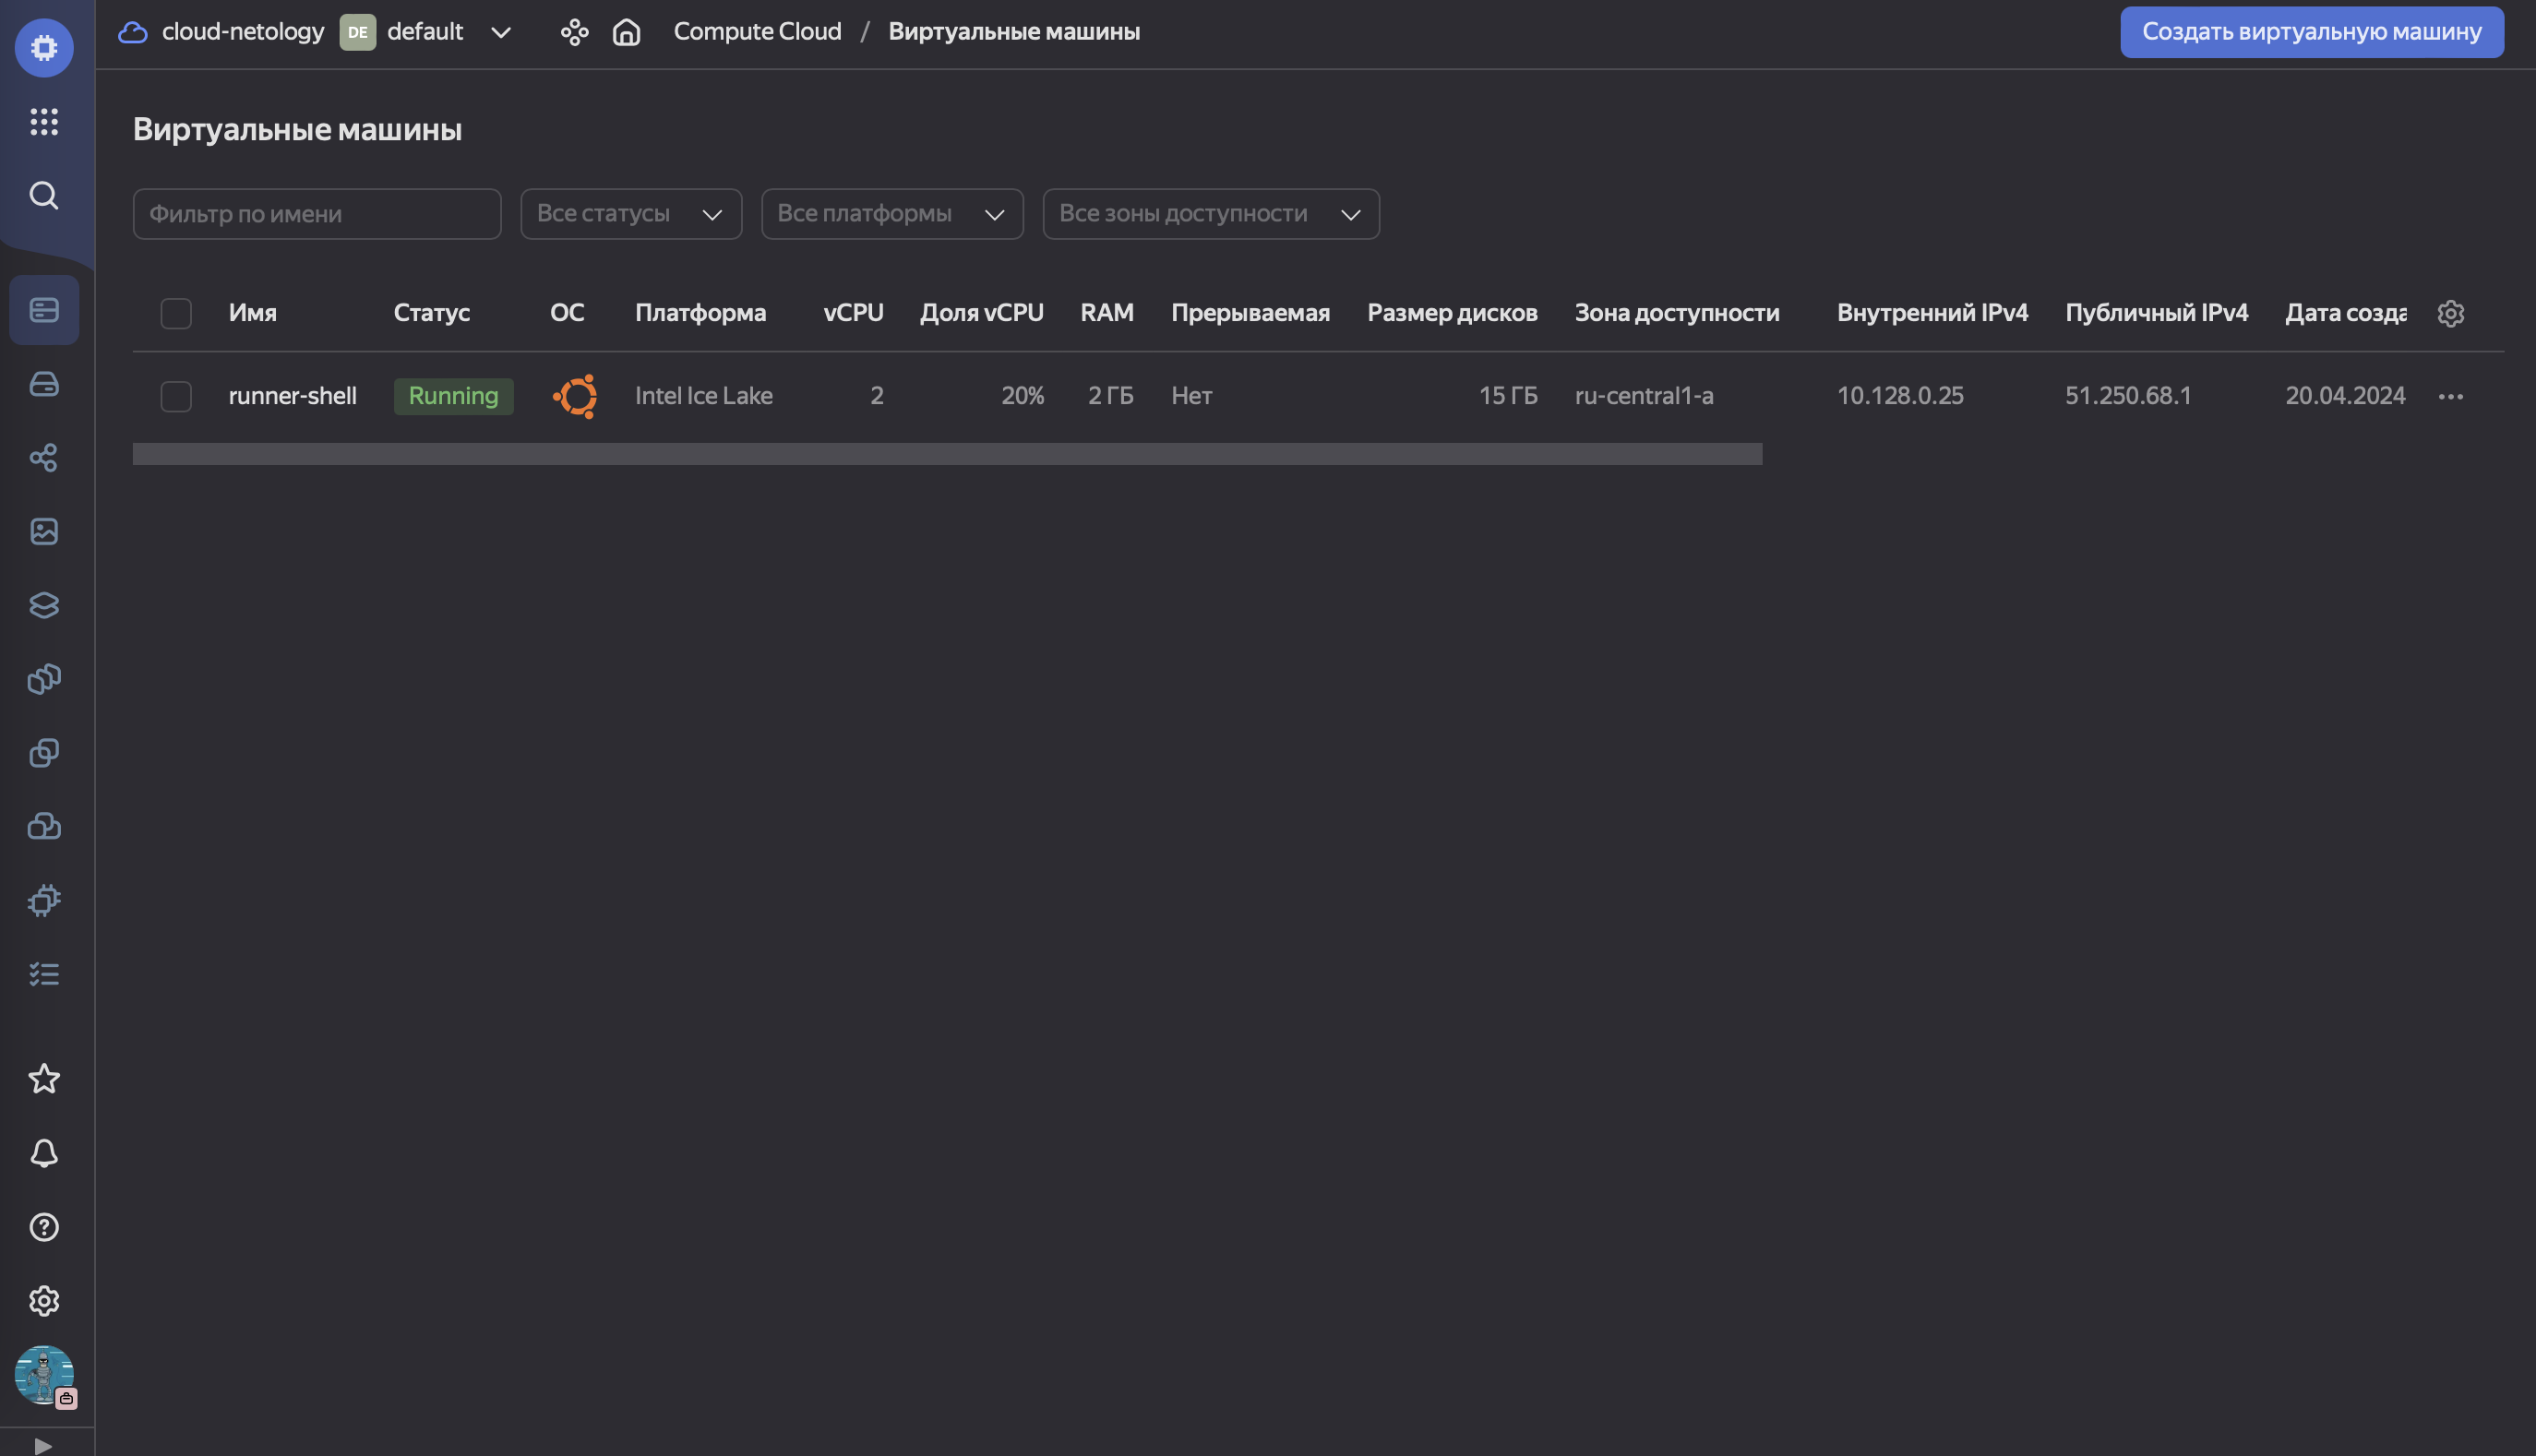 cloud-netology DE default Compute Cloud / Виртуальные машины Создать виртуальную машину
Виртуальные машины
Фильтр по имени Все статусы Все платформы Все зоны доступности
Имя Статус ОС Платформа vCPU Доля vCPU RAM Прерываемая Размер дисков Зона доступности Внутренний IPv4 Публичный IPv4 Дата созда
runner-shell Running Intel Ice Lake 2 20% 2 ГБ Нет 15 ГБ ru-central1-a 10.128.0.25 51.250.68.1 20.04.2024